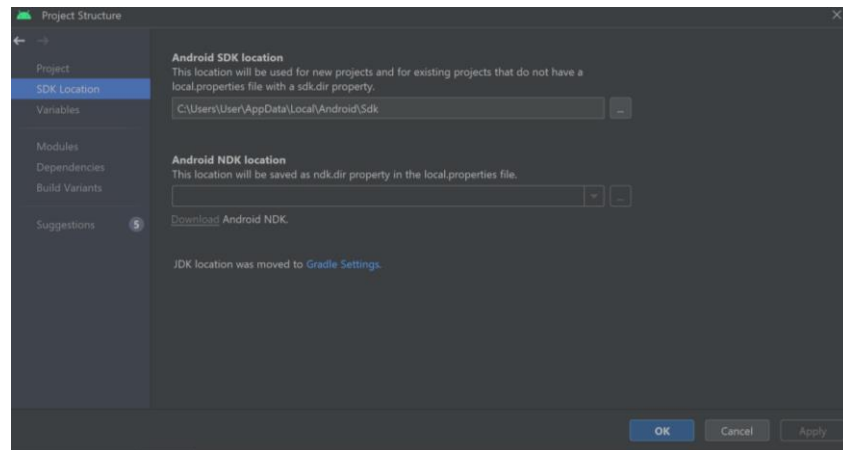 Project Structure
Project
SDK Location
Variables
Modules
Dependencies
Build Variants
Suggestions 5
Android SDK location
This location will be used for new projects and for existing projects that do not have a
local.properties file with a sdk.dir property.
C:\Users\User\AppData\Local\Android\Sdk
...
Android NDK location
This location will be saved as ndk.dir property in the local.properties file.
...
Download Android NDK.
JDK location was moved to Gradle Settings.
OK Cancel Apply